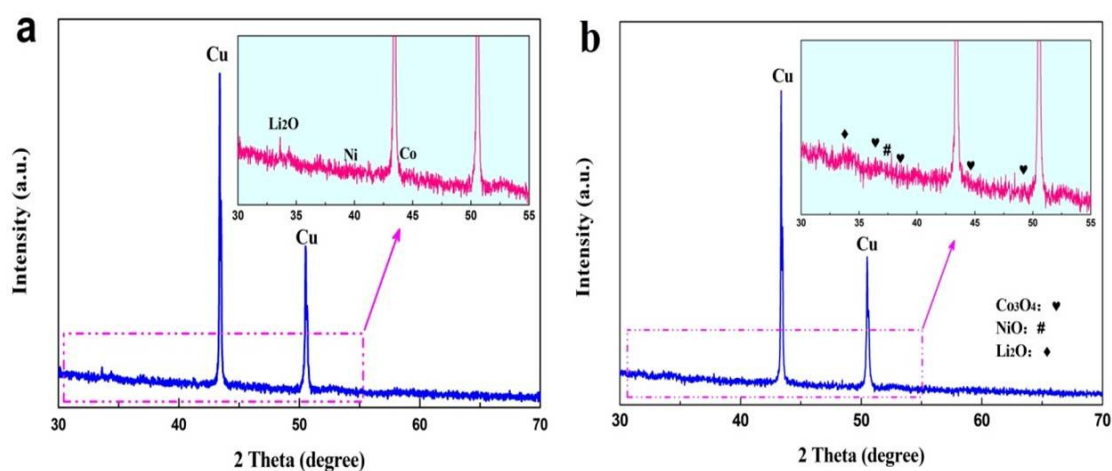 a
Cu
Li2O
Ni
Co
30 35 40 45 50 55
Cu
Intensity (a.u.)
30 40 50 60 70
2 Theta (degree)
b
Cu
♦ ♥ # ♥ ♥ ♥
30 35 40 45 50 55
Cu
Co3O4: ♥
NiO: #
Li2O: ♦
Intensity (a.u.)
30 40 50 60 70
2 Theta (degree)